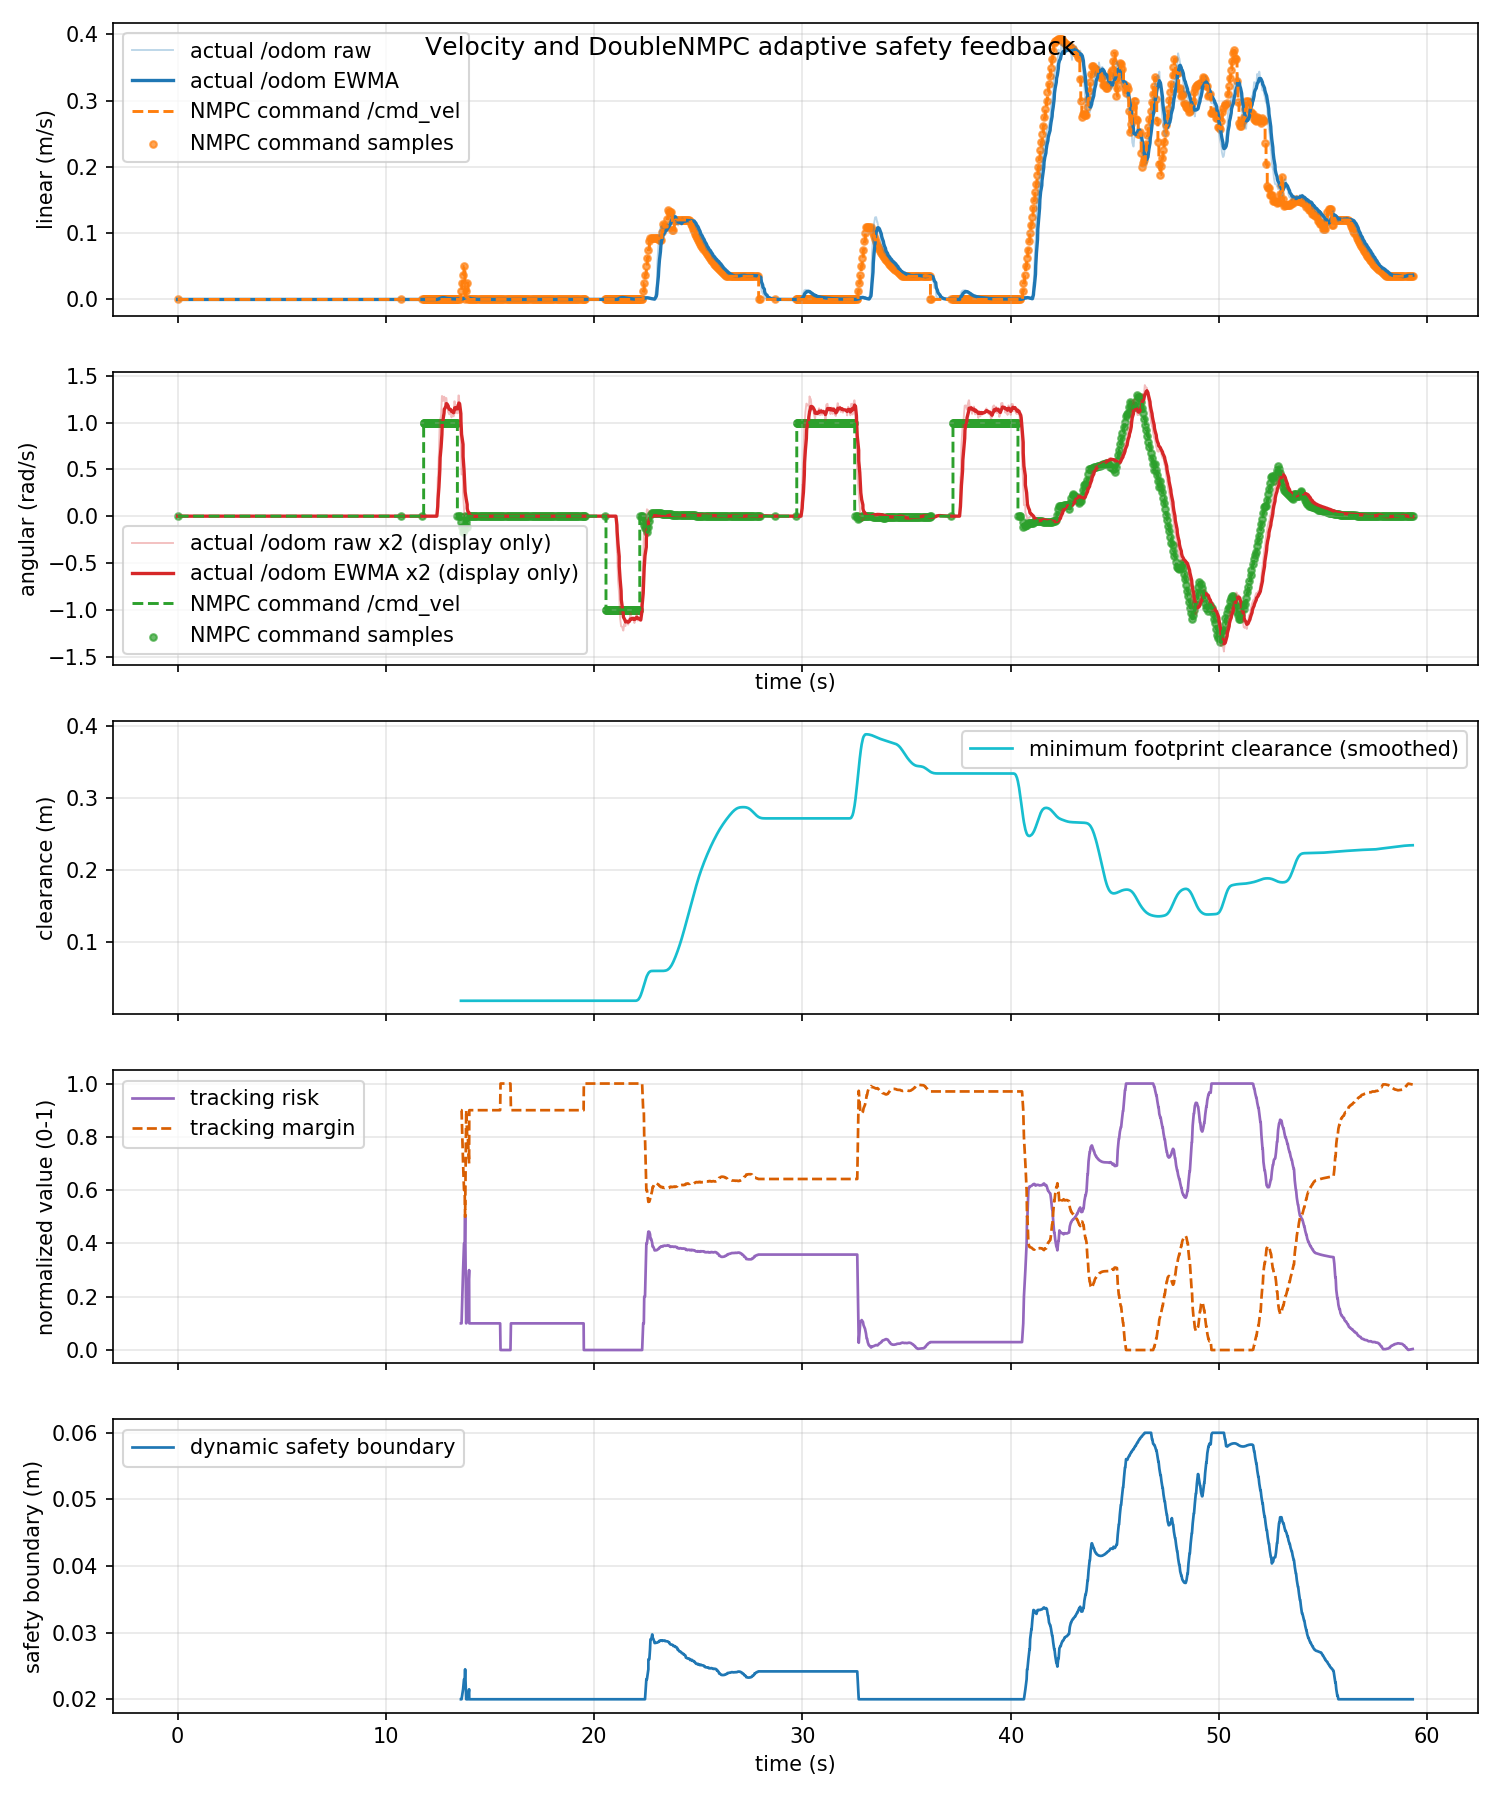 Velocity and DoubleNMPC adaptive safety feedback
actual /odom raw
actual /odom EWMA
NMPC command /cmd_vel
NMPC command samples
linear (m/s)
0.4
0.3
0.2
0.1
0.0
angular (rad/s)
1.5
1.0
0.5
0.0
−0.5
−1.0
−1.5
actual /odom raw x2 (display only)
actual /odom EWMA x2 (display only)
NMPC command /cmd_vel
NMPC command samples
time (s)
clearance (m)
0.4
0.3
0.2
0.1
minimum footprint clearance (smoothed)
normalized value (0-1)
1.0
0.8
0.6
0.4
0.2
0.0
tracking risk
tracking margin
safety boundary (m)
0.06
0.05
0.04
0.03
0.02
dynamic safety boundary
0 10 20 30 40 50 60
time (s)